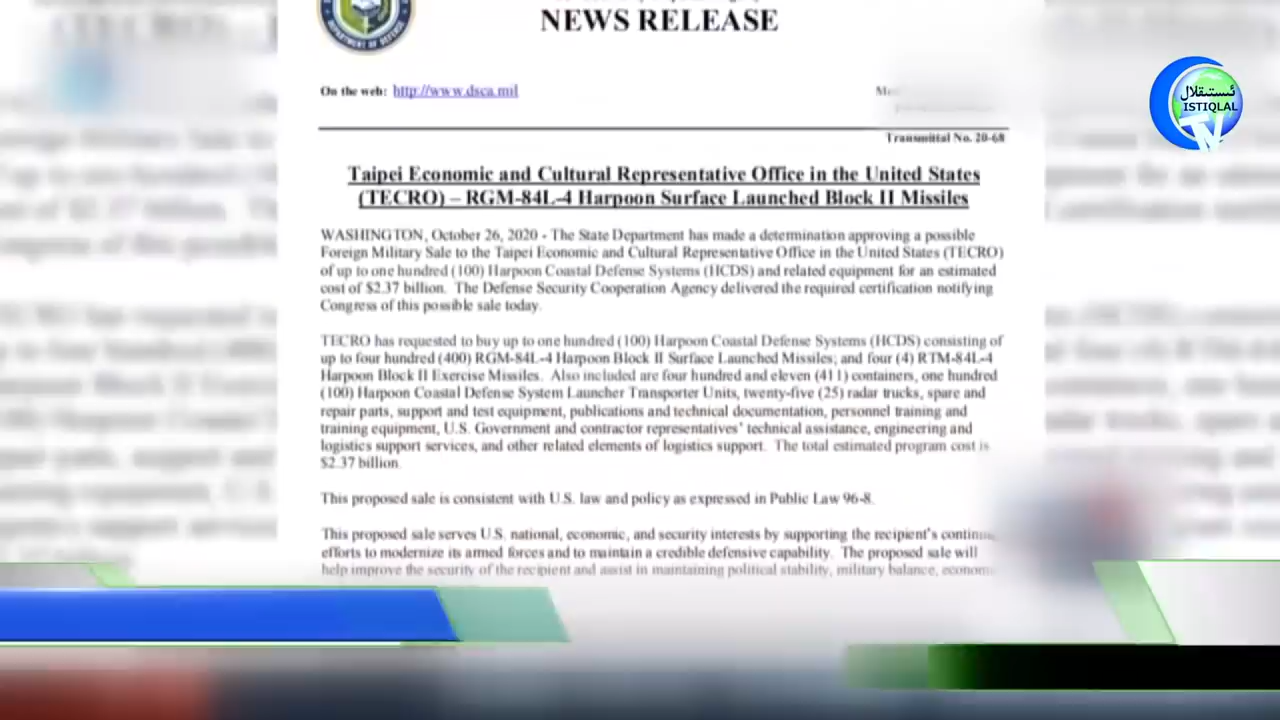 NEWS RELEASE
ئىستىقلال
ISTIQLAL
TV
DEPARTMENT OF DEFENSE
On the web: http://www.dsca.mil
Transmittal No. 20-68
Taipei Economic and Cultural Representative Office in the United States
(TECRO) – RGM-84L-4 Harpoon Surface Launched Block II Missiles
WASHINGTON, October 26, 2020 - The State Department has made a determination approving a possible
Foreign Military Sale to the Taipei Economic and Cultural Representative Office in the United States (TECRO)
of up to one hundred (100) Harpoon Coastal Defense Systems (HCDS) and related equipment for an estimated
cost of $2.37 billion. The Defense Security Cooperation Agency delivered the required certification notifying
Congress of this possible sale today.
TECRO has requested to buy up to one hundred (100) Harpoon Coastal Defense Systems (HCDS) consisting of
up to four hundred (400) RGM-84L-4 Harpoon Block II Surface Launched Missiles; and four (4) RTM-84L-4
Harpoon Block II Exercise Missiles. Also included are four hundred and eleven (411) containers, one hundred
(100) Harpoon Coastal Defense System Launcher Transporter Units, twenty-five (25) radar trucks, spare and
repair parts, support and test equipment, publications and technical documentation, personnel training and
training equipment, U.S. Government and contractor representatives' technical assistance, engineering and
logistics support services, and other related elements of logistics support. The total estimated program cost is
$2.37 billion.
This proposed sale is consistent with U.S. law and policy as expressed in Public Law 96-8.
This proposed sale serves U.S. national, economic, and security interests by supporting the recipient's
efforts to modernize its armed forces and to maintain a credible defensive capability. The proposed sale will
help improve the security of the recipient and assist in maintaining political stability, military balance,